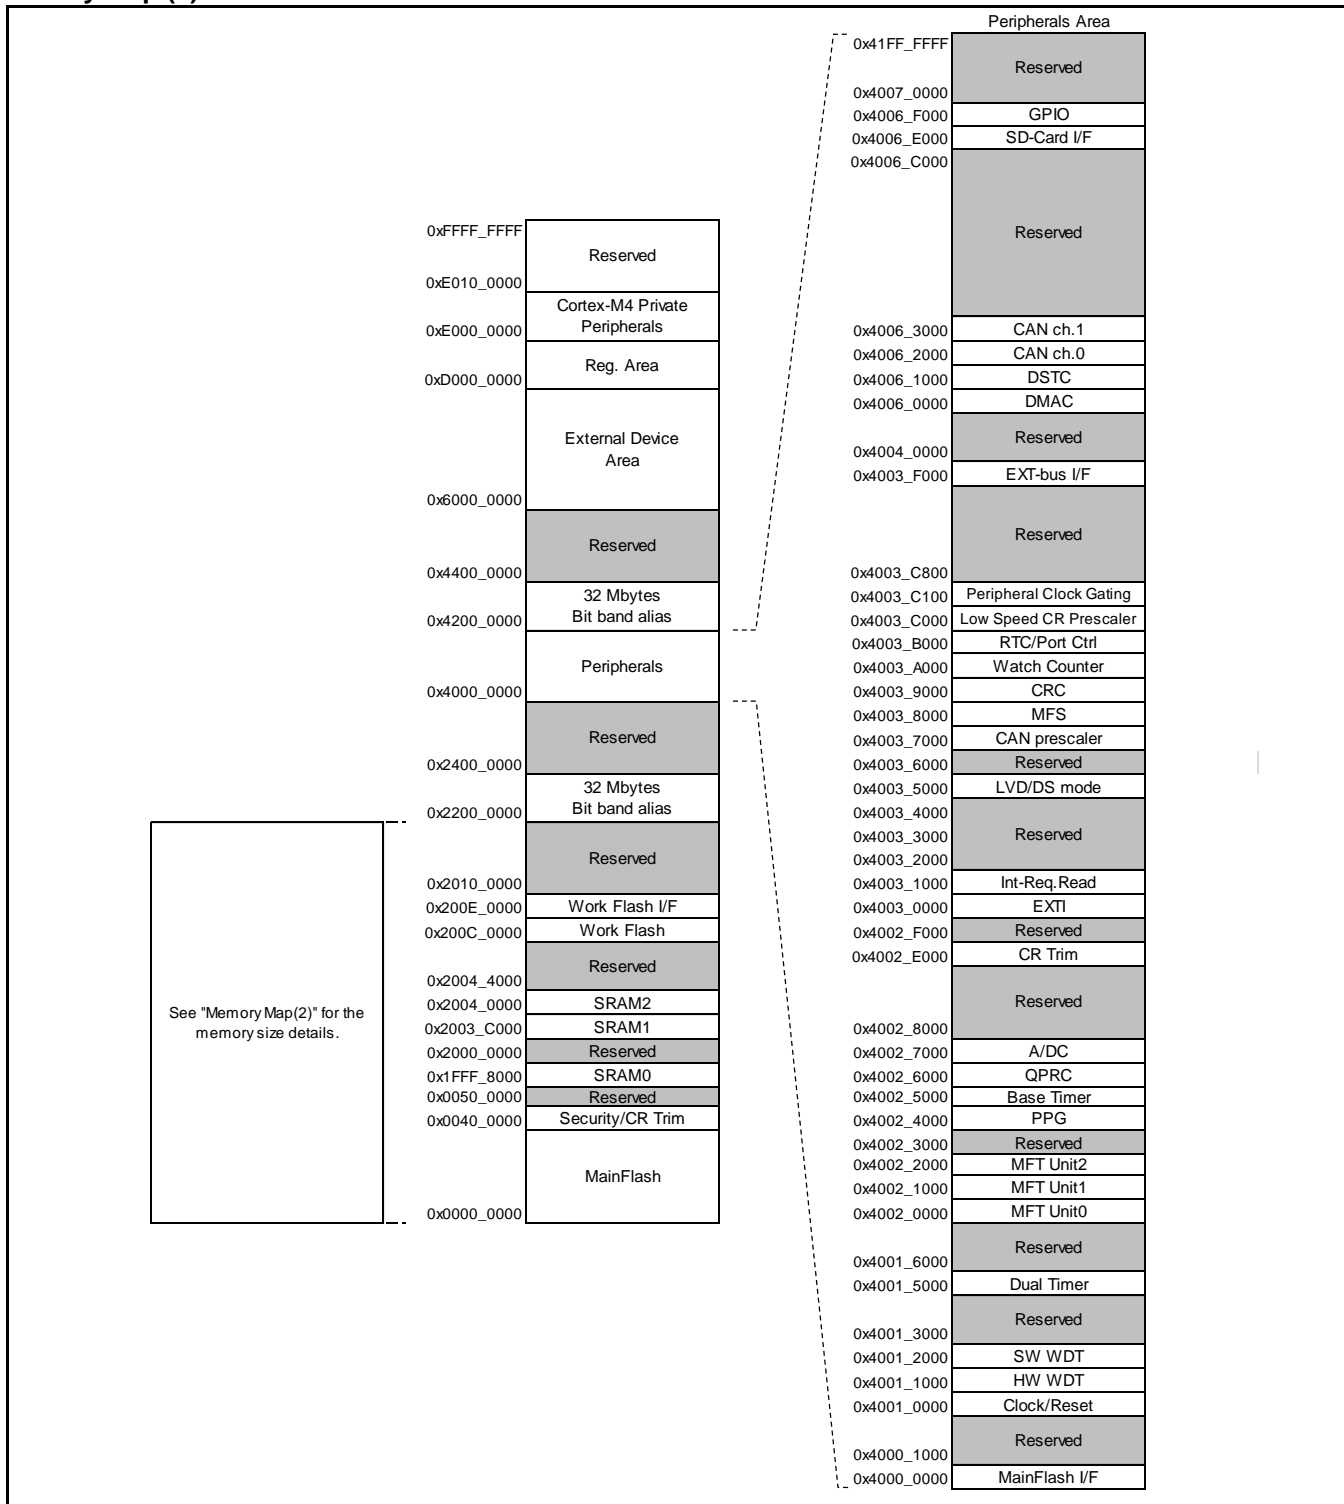 Peripherals Area
0x41FF_FFFF
Reserved
0x4007_0000
0x4006_F000 GPIO
0x4006_E000 SD-Card I/F
0x4006_C000
Reserved
0x4006_3000 CAN ch.1
0x4006_2000 CAN ch.0
0x4006_1000 DSTC
0x4006_0000 DMAC
Reserved
0x4004_0000
0x4003_F000 EXT-bus I/F
Reserved
0x4003_C800
0x4003_C100 Peripheral Clock Gating
0x4003_C000 Low Speed CR Prescaler
0x4003_B000 RTC/Port Ctrl
0x4003_A000 Watch Counter
0x4003_9000 CRC
0x4003_8000 MFS
0x4003_7000 CAN prescaler
0x4003_6000 Reserved
0x4003_5000 LVD/DS mode
0x4003_4000
0x4003_3000 Reserved
0x4003_2000
0x4003_1000 Int-Req.Read
0x4003_0000 EXTI
0x4002_F000 Reserved
0x4002_E000 CR Trim
Reserved
0x4002_8000
0x4002_7000 A/DC
0x4002_6000 QPRC
0x4002_5000 Base Timer
0x4002_4000 PPG
0x4002_3000 Reserved
0x4002_2000 MFT Unit2
0x4002_1000 MFT Unit1
0x4002_0000 MFT Unit0
Reserved
0x4001_6000
0x4001_5000 Dual Timer
Reserved
0x4001_3000
0x4001_2000 SW WDT
0x4001_1000 HW WDT
0x4001_0000 Clock/Reset
Reserved
0x4000_1000
0x4000_0000 MainFlash I/F
0xFFFF_FFFF
Reserved
0xE010_0000
Cortex-M4 Private
0xE000_0000 Peripherals
Reg. Area
0xD000_0000
External Device
Area
0x6000_0000
Reserved
0x4400_0000
32 Mbytes
0x4200_0000 Bit band alias
Peripherals
0x4000_0000
Reserved
0x2400_0000
32 Mbytes
0x2200_0000 Bit band alias
Reserved
0x2010_0000
0x200E_0000 Work Flash I/F
0x200C_0000 Work Flash
Reserved
0x2004_4000
0x2004_0000 SRAM2
0x2003_C000 SRAM1
0x2000_0000 Reserved
0x1FFF_8000 SRAM0
0x0050_0000 Reserved
0x0040_0000 Security/CR Trim
MainFlash
0x0000_0000
See "Memory Map(2)" for the
memory size details.